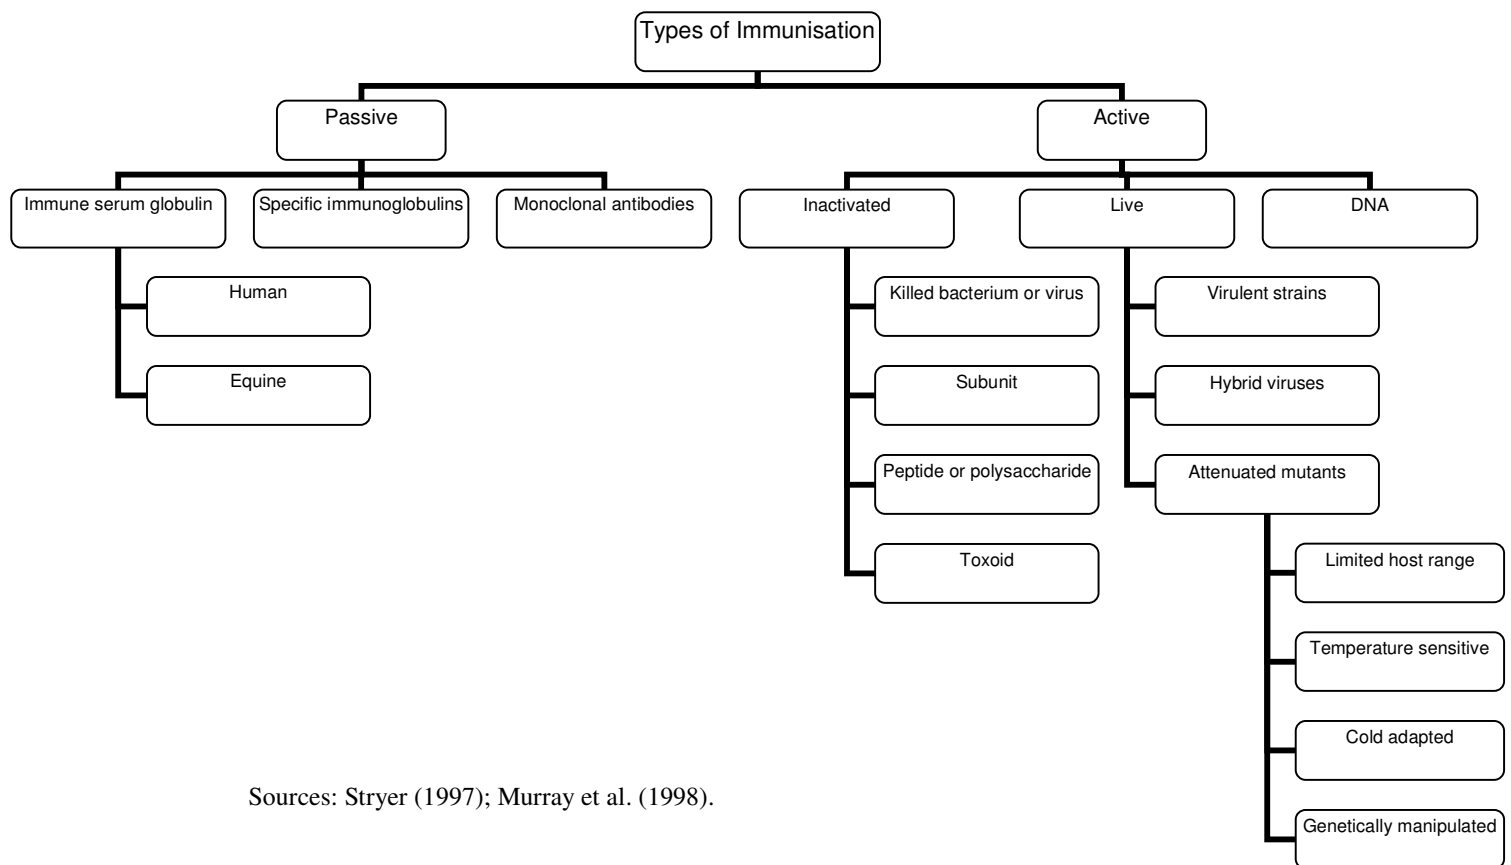 Types of Immunisation
Passive
Active
Immune serum globulin
Specific immunoglobulins
Monoclonal antibodies
Inactivated
Live
DNA
Human
Equine
Killed bacterium or virus
Subunit
Peptide or polysaccharide
Toxoid
Virulent strains
Hybrid viruses
Attenuated mutants
Limited host range
Temperature sensitive
Cold adapted
Genetically manipulated
Sources: Stryer (1997); Murray et al. (1998).